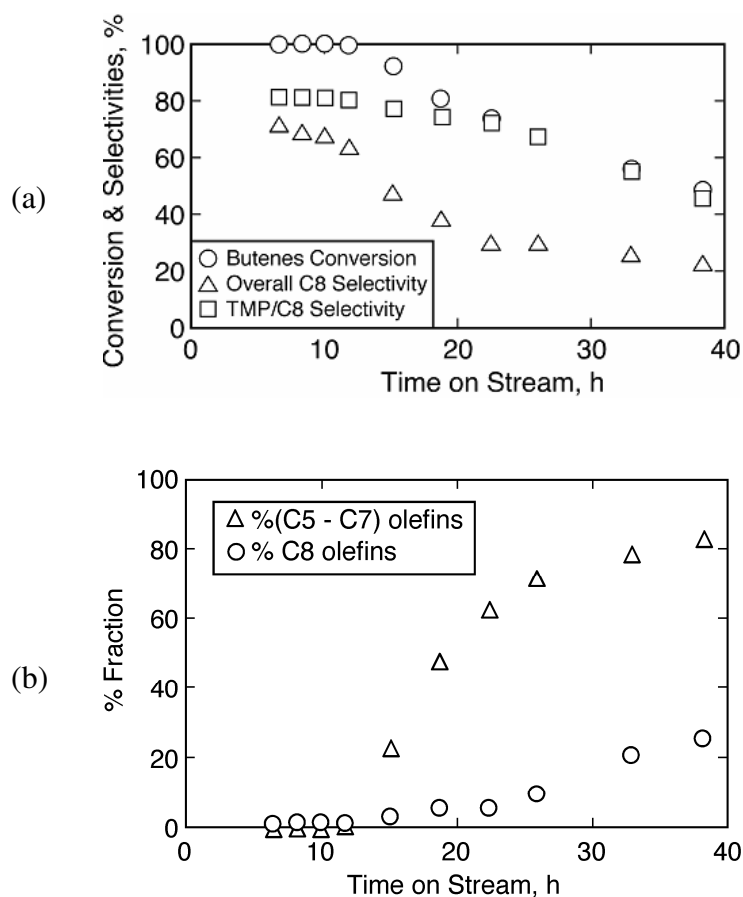 (a)
Conversion & Selectivities, %
100
80
60
40
20
0
Butenes Conversion
Overall C8 Selectivity
TMP/C8 Selectivity
0 10 20 30 40
Time on Stream, h
(b)
% Fraction
100
80
60
40
20
0
%(C5 - C7) olefins
% C8 olefins
0 10 20 30 40
Time on Stream, h